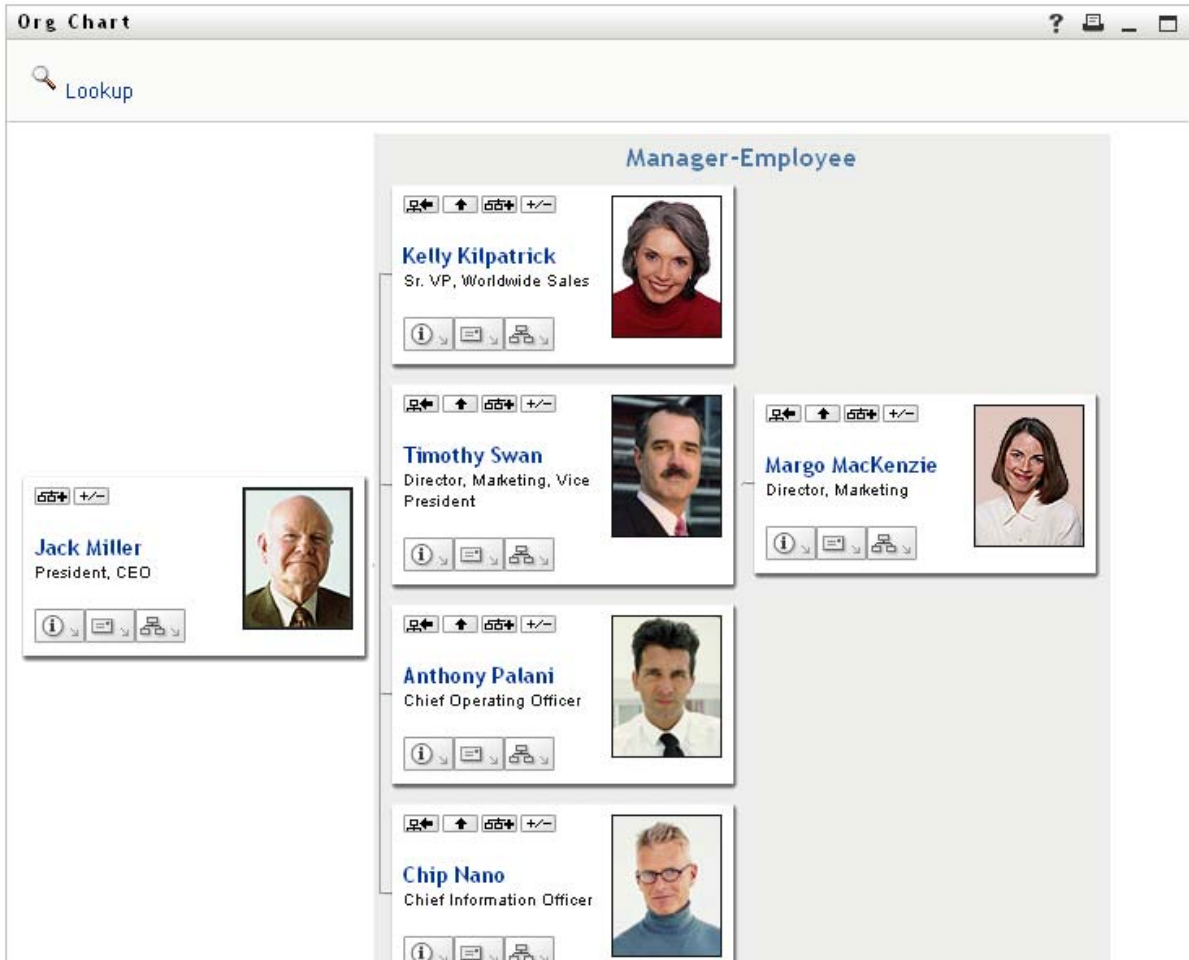 Org Chart
?
Lookup
Manager-Employee
+/-
Kelly Kilpatrick
Sr. VP, Worldwide Sales
+/-
Timothy Swan
Director, Marketing, Vice
President
+/-
Margo MacKenzie
Director, Marketing
+/-
Jack Miller
President, CEO
+/-
Anthony Palani
Chief Operating Officer
+/-
Chip Nano
Chief Information Officer